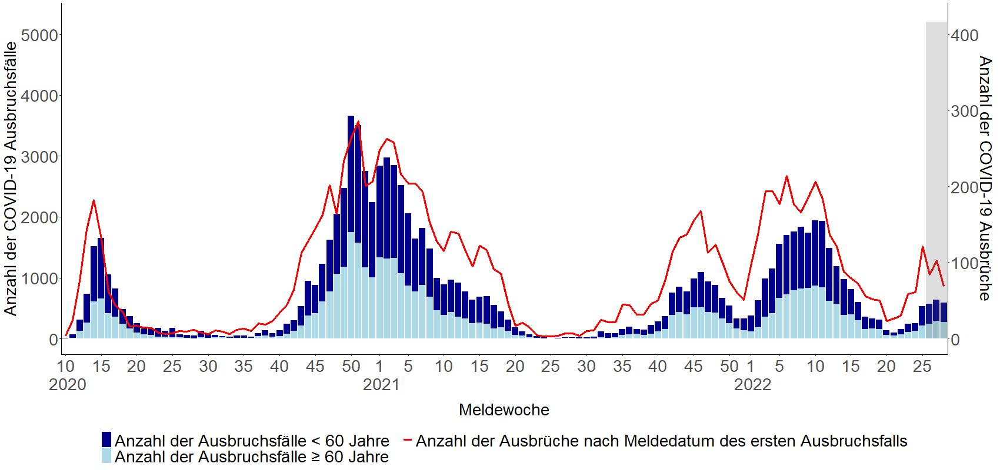 Anzahl der COVID-19 Ausbruchsfälle
5000
4000
3000
2000
1000
0
400
300
200
100
0
Anzahl der COVID-19 Ausbrüche
10 15 20 25 30 35 40 45 50 1 5 10 15 20 25 30 35 40 45 50 1 5 10 15 20 25
2020 2021 2022
Meldewoche
Anzahl der Ausbruchsfälle < 60 Jahre Anzahl der Ausbrüche nach Meldedatum des ersten Ausbruchsfalls
Anzahl der Ausbruchsfälle ≥ 60 Jahre